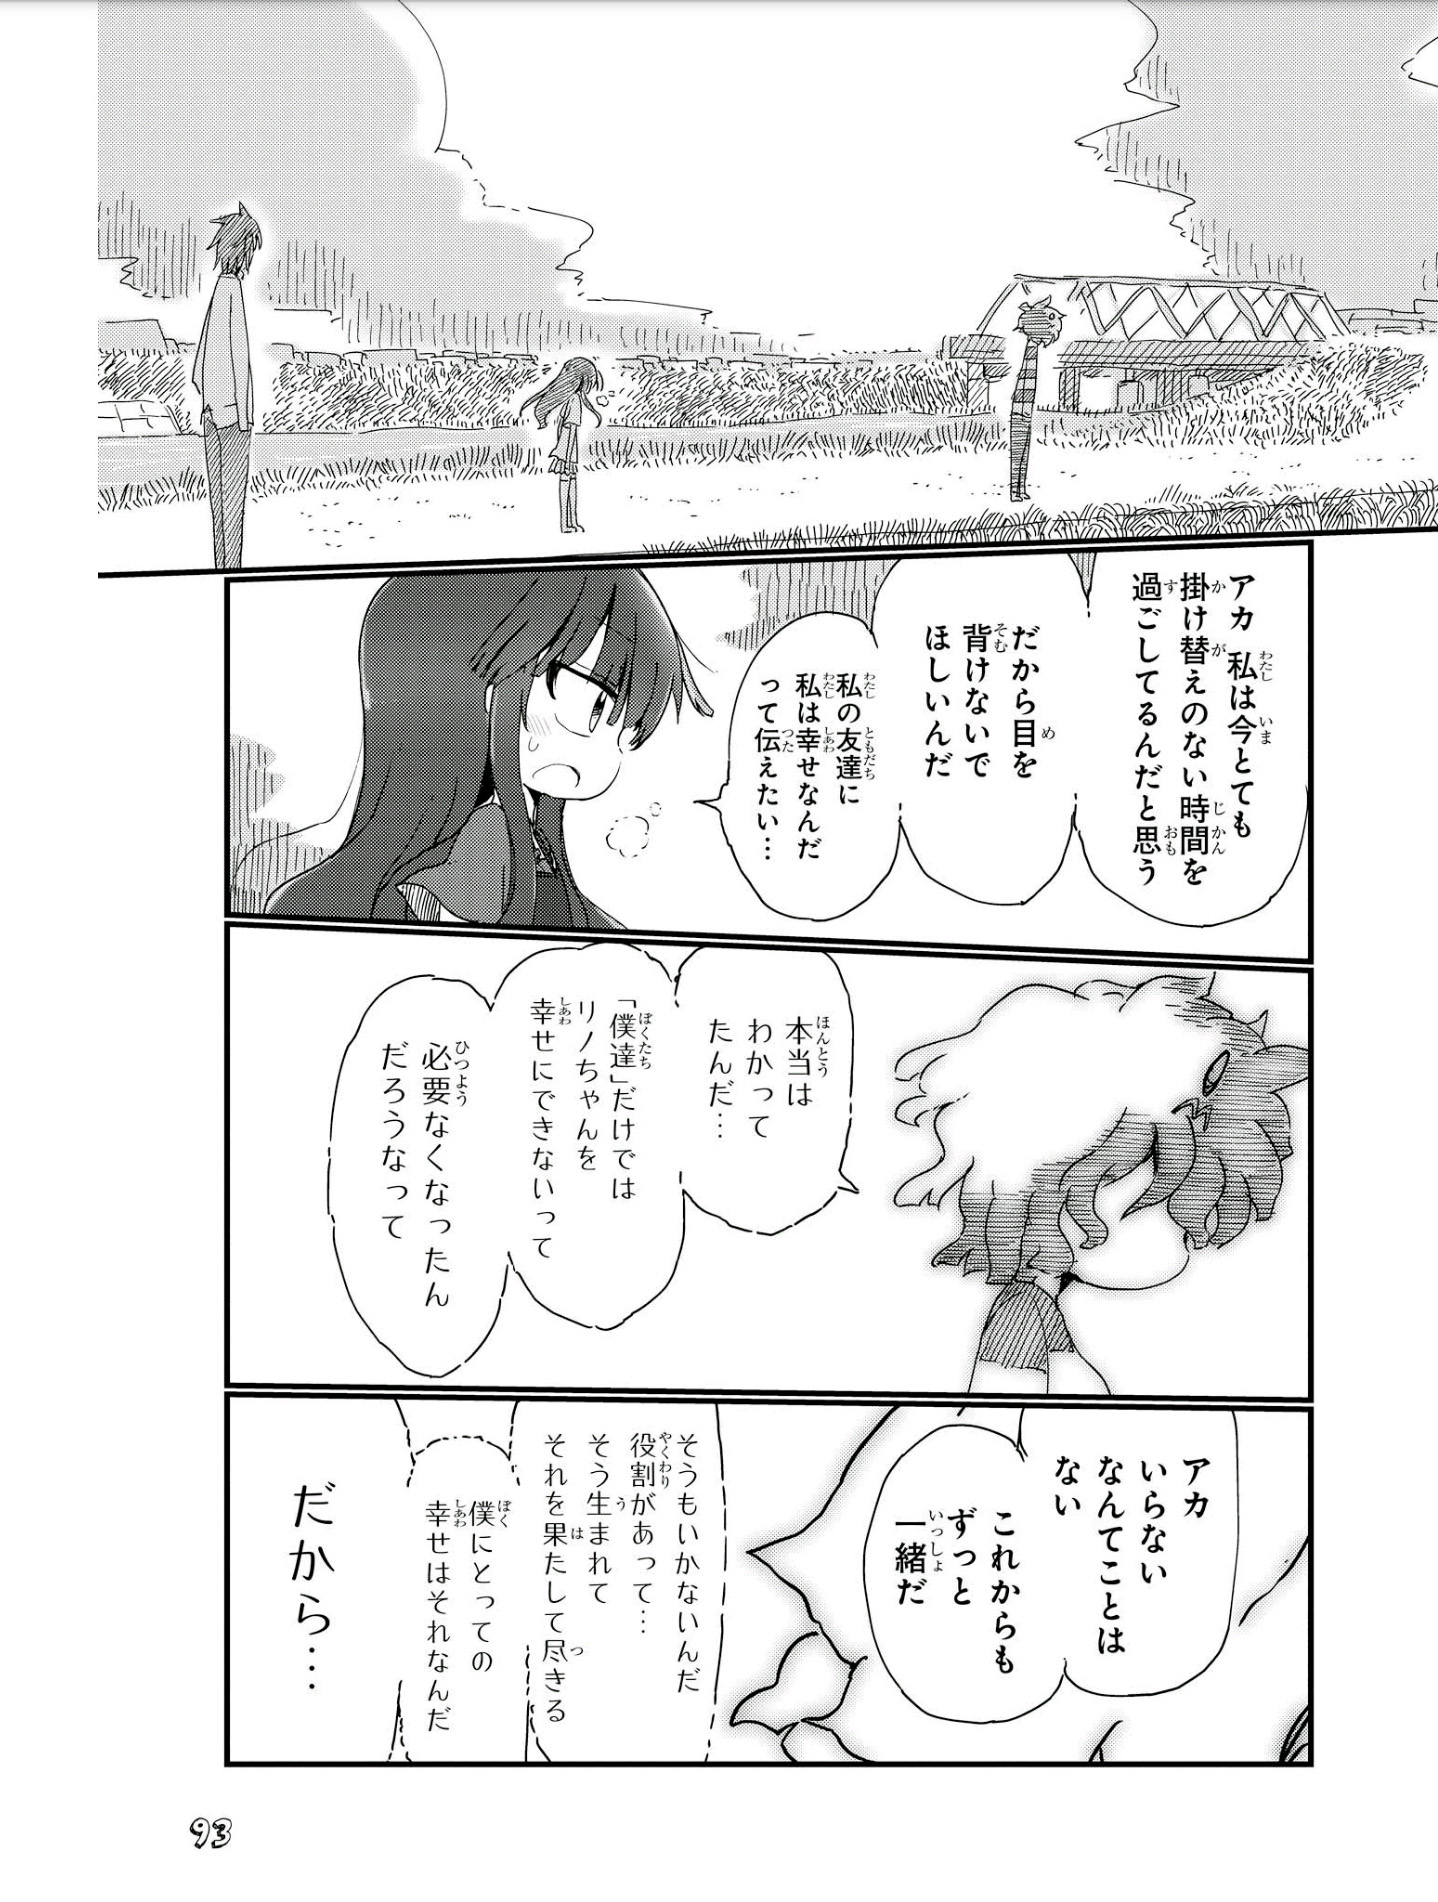 アカ 私は今とても
掛け替えのない時間を
過ごしてるんだと思う
だから目を
背けないで
ほしいんだ
私の友達に
私は幸せなんだ
って伝えたい…
本当は
わかって
たんだ…
「僕達」だけでは
リノちゃんを
幸せにできないって
必要なくなったん
だろうなって
アカ
いらない
なんてことは
ない
これからも
ずっと
一緒だ
そうもいかないんだ
役割があって…
そう生まれて
それを果たして尽きる
僕にとっての
幸せはそれなんだ
だから…
93